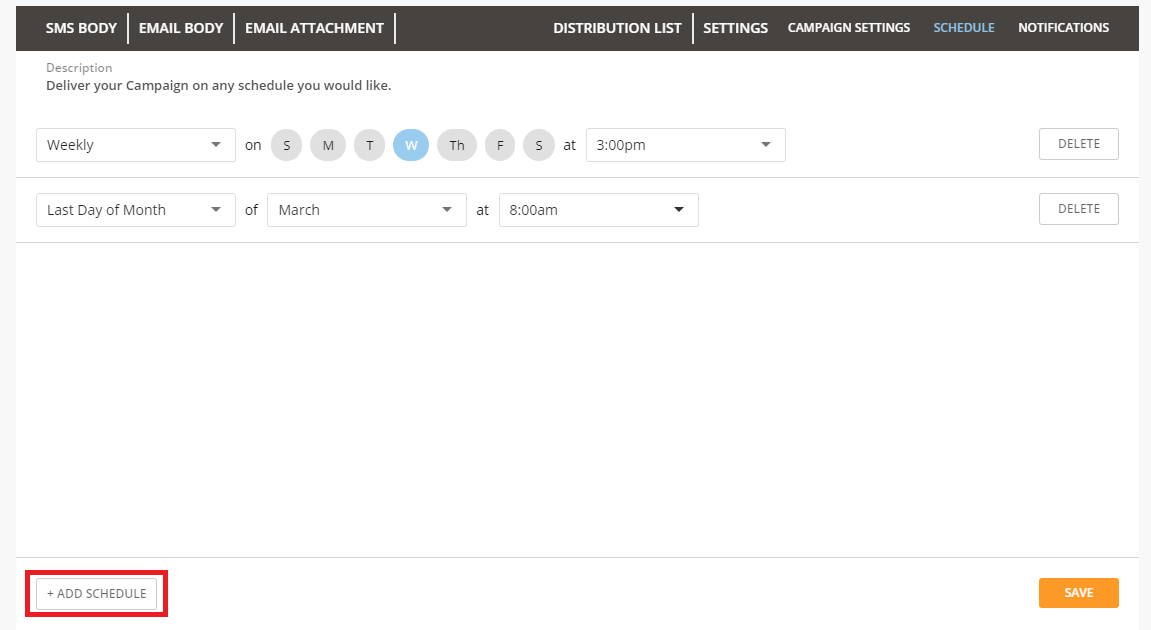 SMS BODY EMAIL BODY EMAIL ATTACHMENT DISTRIBUTION LIST SETTINGS CAMPAIGN SETTINGS SCHEDULE NOTIFICATIONS
Description
Deliver your Campaign on any schedule you would like.
Weekly on S M T W Th F S at 3:00pm DELETE
Last Day of Month of March at 8:00am DELETE
+ ADD SCHEDULE SAVE